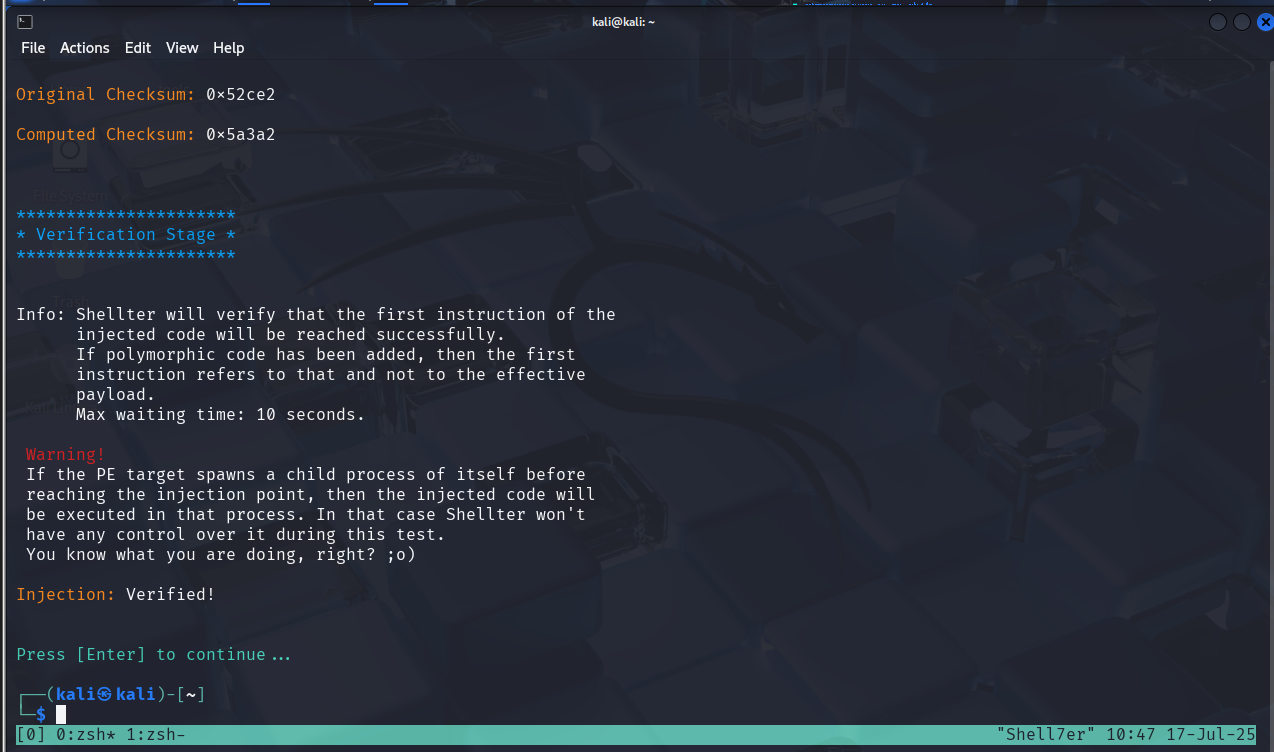 kali@kali: ~
File Actions Edit View Help
Original Checksum: 0×52ce2
Computed Checksum: 0×5a3a2
**********************
* Verification Stage *
**********************
Info: Shellter will verify that the first instruction of the
injected code will be reached successfully.
If polymorphic code has been added, then the first
instruction refers to that and not to the effective
payload.
Max waiting time: 10 seconds.
Warning!
If the PE target spawns a child process of itself before
reaching the injection point, then the injected code will
be executed in that process. In that case Shellter won't
have any control over it during this test.
You know what you are doing, right? ;o)
Injection: Verified!
Press [Enter] to continue...
┌──(kali㉿kali)-[~]
└─$
[0] 0:zsh* 1:zsh- "Shell7er" 10:47 17-Jul-25
File System
Trash